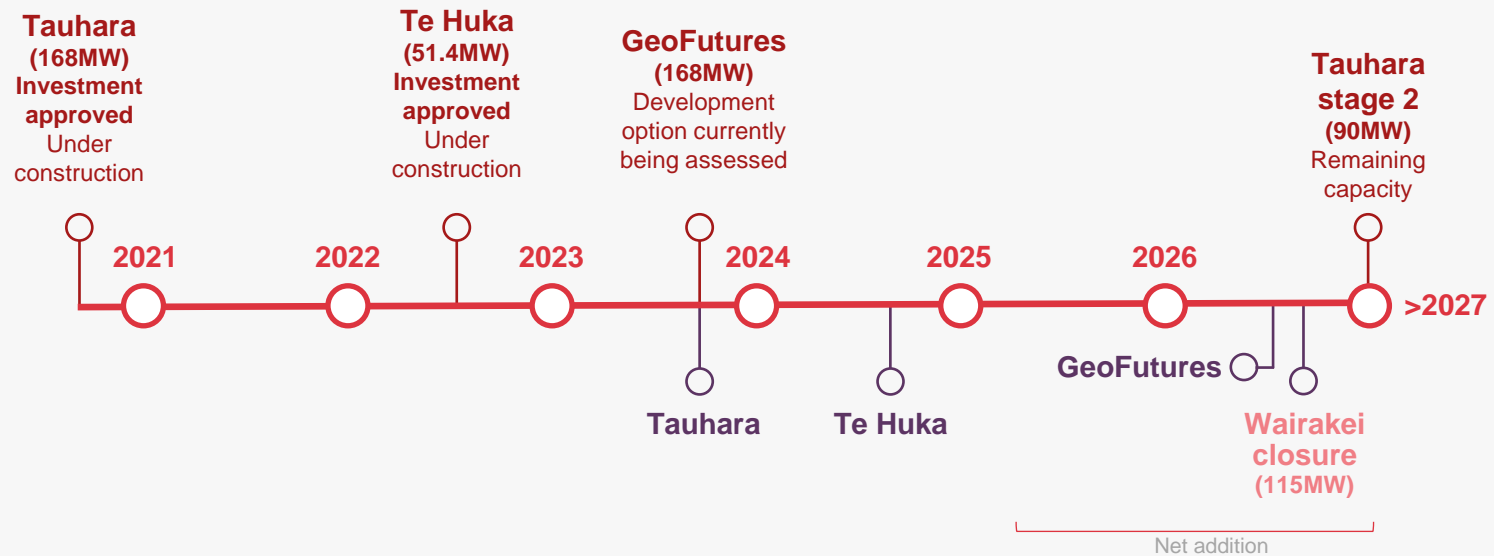 Tauhara
(168MW)
Investment
approved
Under
construction
Te Huka
(51.4MW)
Investment
approved
Under
construction
GeoFutures
(168MW)
Development
option currently
being assessed
Tauhara
stage 2
(90MW)
Remaining
capacity
2021
2022
2023
2024
2025
2026
>2027
Tauhara
Te Huka
GeoFutures
Wairakei
closure
(115MW)
Net addition